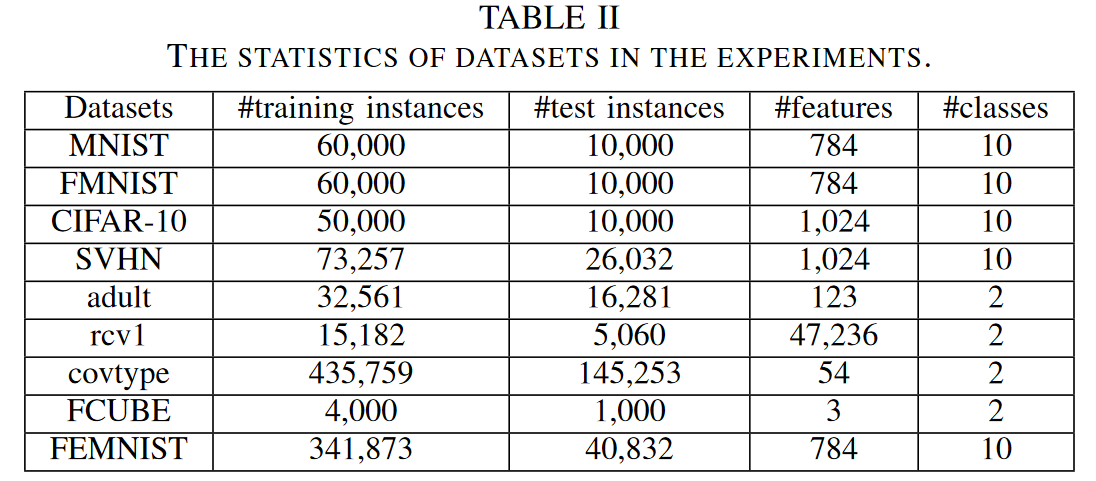 TABLE II
THE STATISTICS OF DATASETS IN THE EXPERIMENTS.
Datasets #training instances #test instances #features #classes
MNIST 60,000 10,000 784 10
FMNIST 60,000 10,000 784 10
CIFAR-10 50,000 10,000 1,024 10
SVHN 73,257 26,032 1,024 10
adult 32,561 16,281 123 2
rcv1 15,182 5,060 47,236 2
covtype 435,759 145,253 54 2
FCUBE 4,000 1,000 3 2
FEMNIST 341,873 40,832 784 10